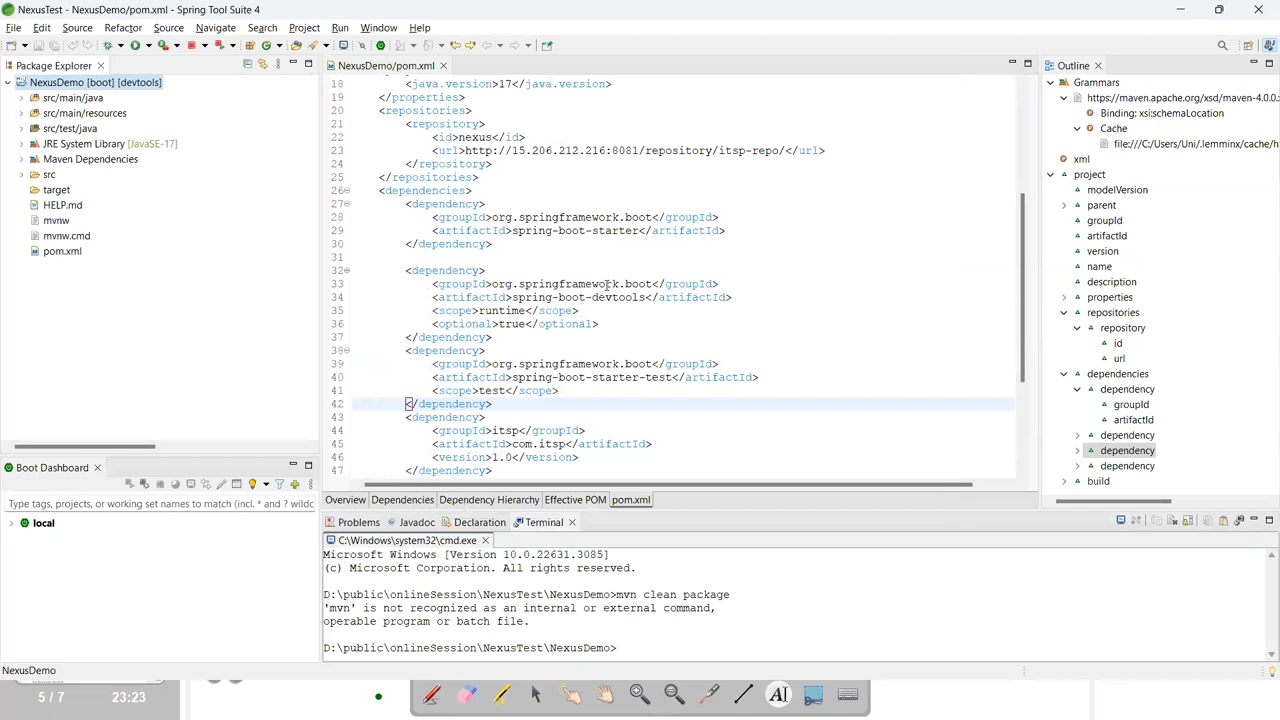 NexusTest - NexusDemo/pom.xml - Spring Tool Suite 4
File Edit Source Refactor Source Navigate Search Project Run Window Help
Package Explorer
NexusDemo [boot] [devtools]
src/main/java
src/main/resources
src/test/java
JRE System Library [JavaSE-17]
Maven Dependencies
src
target
HELP.md
mvnw
mvnw.cmd
pom.xml
Boot Dashboard
Type tags, projects, or working set names to match (incl. * and ? wildc
local
NexusDemo/pom.xml
18 <java.version>17</java.version>
19 </properties>
20 <repositories>
21 <repository>
22 <id>nexus</id>
23 <url>http://15.206.212.216:8081/repository/itsp-repo/</url>
24 </repository>
25 </repositories>
26 <dependencies>
27 <dependency>
28 <groupId>org.springframework.boot</groupId>
29 <artifactId>spring-boot-starter</artifactId>
30 </dependency>
31
32 <dependency>
33 <groupId>org.springframework.boot</groupId>
34 <artifactId>spring-boot-devtools</artifactId>
35 <scope>runtime</scope>
36 <optional>true</optional>
37 </dependency>
38 <dependency>
39 <groupId>org.springframework.boot</groupId>
40 <artifactId>spring-boot-starter-test</artifactId>
41 <scope>test</scope>
42 </dependency>
43 <dependency>
44 <groupId>itsp</groupId>
45 <artifactId>com.itsp</artifactId>
46 <version>1.0</version>
47 </dependency>
Overview Dependencies Dependency Hierarchy Effective POM pom.xml
Problems Javadoc Declaration Terminal
C:\Windows\system32\cmd.exe
Microsoft Windows [Version 10.0.22631.3085]
(c) Microsoft Corporation. All rights reserved.
D:\public\onlineSession\NexusTest\NexusDemo>mvn clean package
'mvn' is not recognized as an internal or external command,
operable program or batch file.
D:\public\onlineSession\NexusTest\NexusDemo>
Outline
Grammars
https://maven.apache.org/xsd/maven-4.0.0.
Binding: xsi:schemaLocation
Cache
file:///C:/Users/Uni/.lemminx/cache/h
xml
project
modelVersion
parent
groupId
artifactId
version
name
description
properties
repositories
repository
id
url
dependencies
dependency
groupId
artifactId
dependency
dependency
dependency
build
NexusDemo
5 / 7 23:23